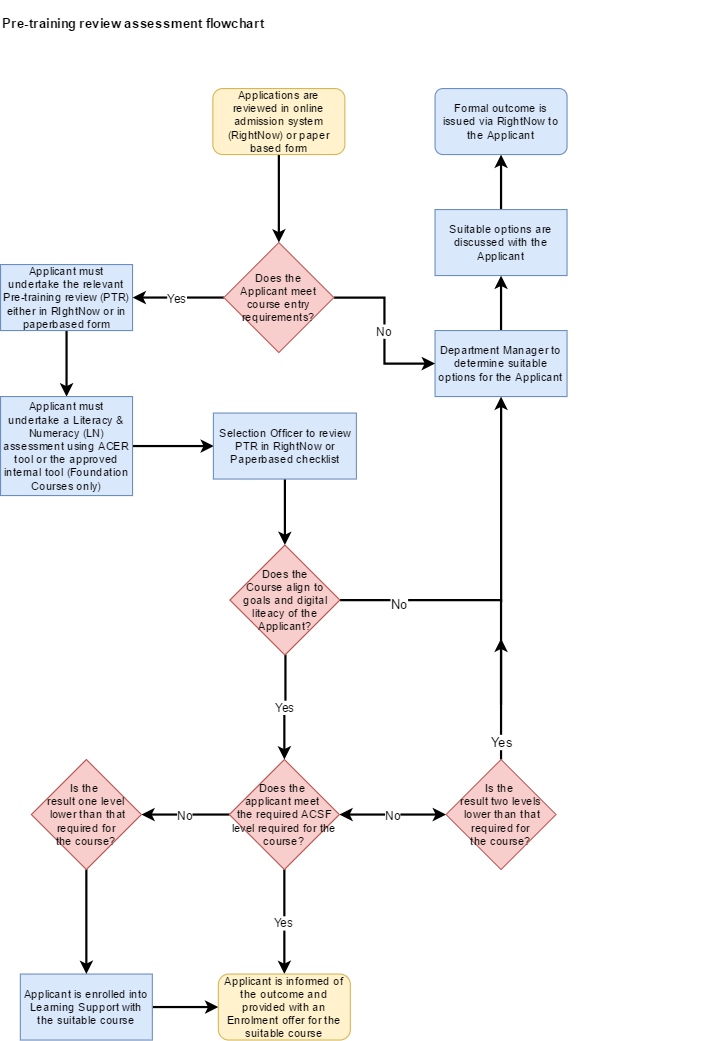 Pre-training review assessment flowchart
Applications are
reviewed in online
admission system
(RightNow) or paper
based form
Formal outcome is
issued via RightNow to
the Applicant
Suitable options are
discussed with the
Applicant
Does the
Applicant meet
course entry
requirements?
Yes
No
Applicant must
undertake the relevant
Pre-training review (PTR)
either in RIghtNow or in
paperbased form
Department Manager to
determine suitable
options for the Applicant
Applicant must
undertake a Literacy &
Numeracy (LN)
assessment using ACER
tool or the approved
internal tool (Foundation
Courses only)
Selection Officer to review
PTR in RightNow or
Paperbased checklist
Does the
Course align to
goals and digital
liteacy of the
Applicant?
No
Yes
Yes
Is the
result one level
lower than that
required for
the course?
No
Does the
applicant meet
the required ACSF
level required for the
course?
No
Is the
result two levels
lower than that
required for
the course?
Yes
Applicant is enrolled into
Learning Support with
the suitable course
Applicant is informed of
the outcome and
provided with an
Enrolment offer for the
suitable course